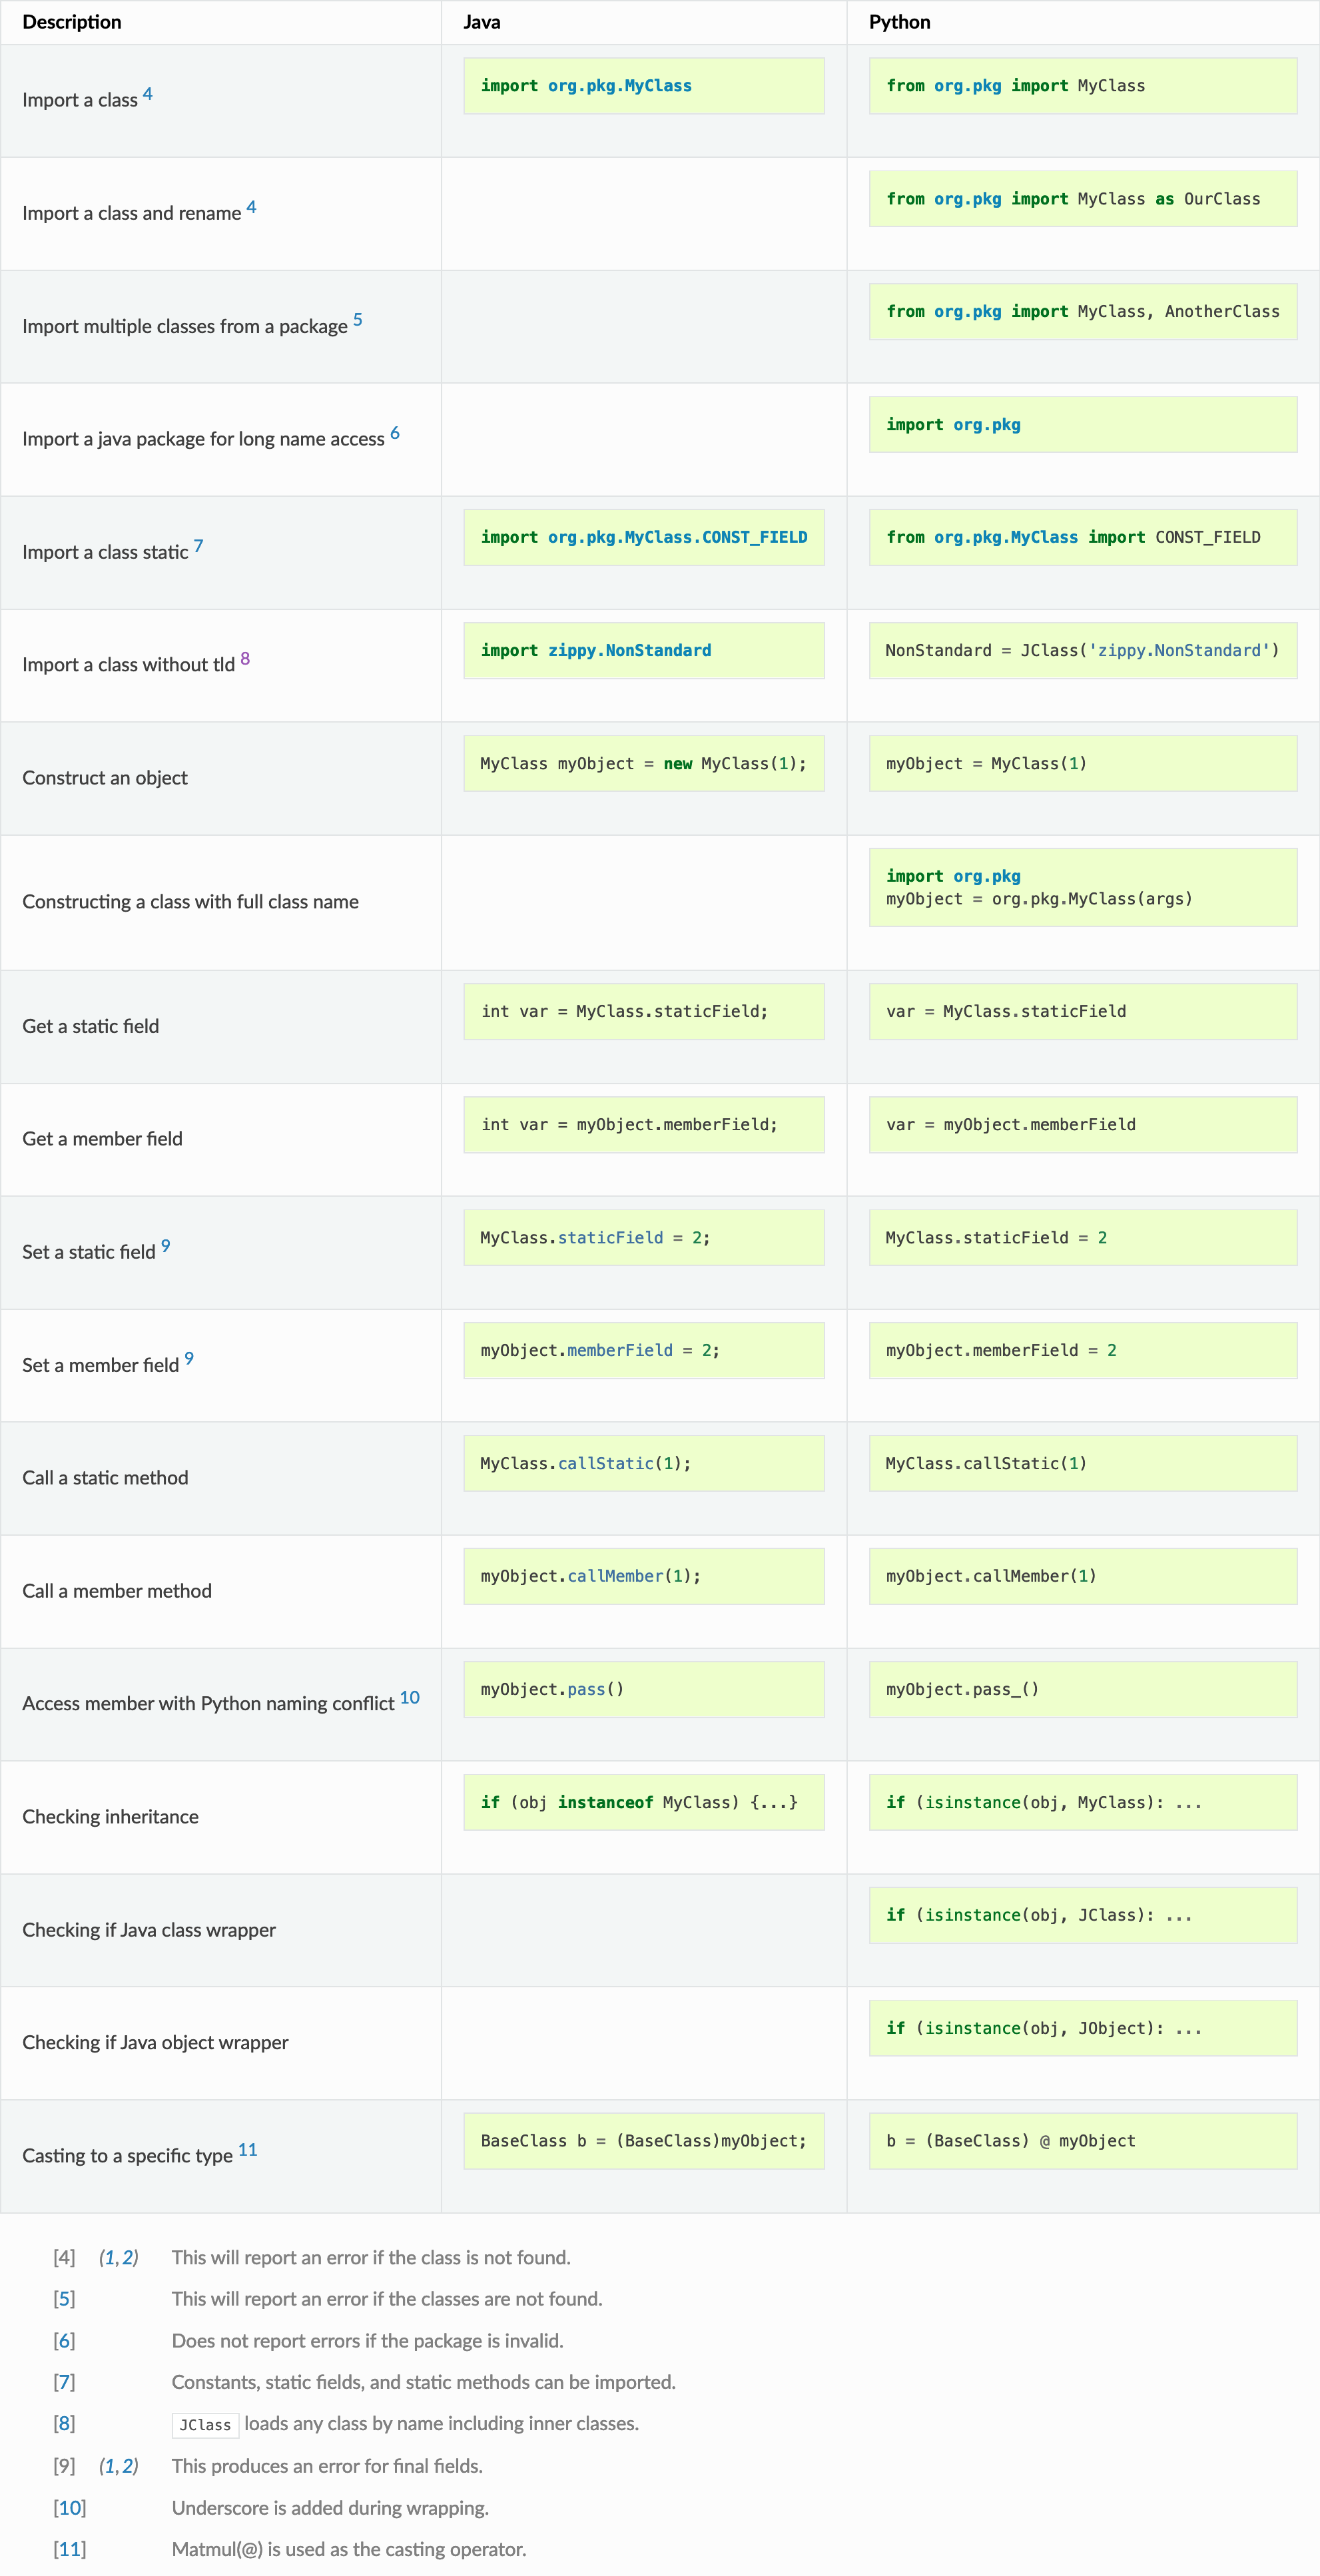 Description Java Python
Import a class 4 import org.pkg.MyClass from org.pkg import MyClass
Import a class and rename 4 from org.pkg import MyClass as OurClass
Import multiple classes from a package 5 from org.pkg import MyClass, AnotherClass
Import a java package for long name access 6 import org.pkg
Import a class static 7 import org.pkg.MyClass.CONST_FIELD from org.pkg.MyClass import CONST_FIELD
Import a class without tld 8 import zippy.NonStandard NonStandard = JClass('zippy.NonStandard')
Construct an object MyClass myObject = new MyClass(1); myObject = MyClass(1)
Constructing a class with full class name import org.pkg
myObject = org.pkg.MyClass(args)
Get a static field int var = MyClass.staticField; var = MyClass.staticField
Get a member field int var = myObject.memberField; var = myObject.memberField
Set a static field 9 MyClass.staticField = 2; MyClass.staticField = 2
Set a member field 9 myObject.memberField = 2; myObject.memberField = 2
Call a static method MyClass.callStatic(1); MyClass.callStatic(1)
Call a member method myObject.callMember(1); myObject.callMember(1)
Access member with Python naming conflict 10 myObject.pass() myObject.pass_()
Checking inheritance if (obj instanceof MyClass) {...} if (isinstance(obj, MyClass): ...
Checking if Java class wrapper if (isinstance(obj, JClass): ...
Checking if Java object wrapper if (isinstance(obj, JObject): ...
Casting to a specific type 11 BaseClass b = (BaseClass)myObject; b = (BaseClass) @ myObject
[4] (1, 2) This will report an error if the class is not found.
[5] This will report an error if the classes are not found.
[6] Does not report errors if the package is invalid.
[7] Constants, static fields, and static methods can be imported.
[8] JClass loads any class by name including inner classes.
[9] (1, 2) This produces an error for final fields.
[10] Underscore is added during wrapping.
[11] Matmul(@) is used as the casting operator.